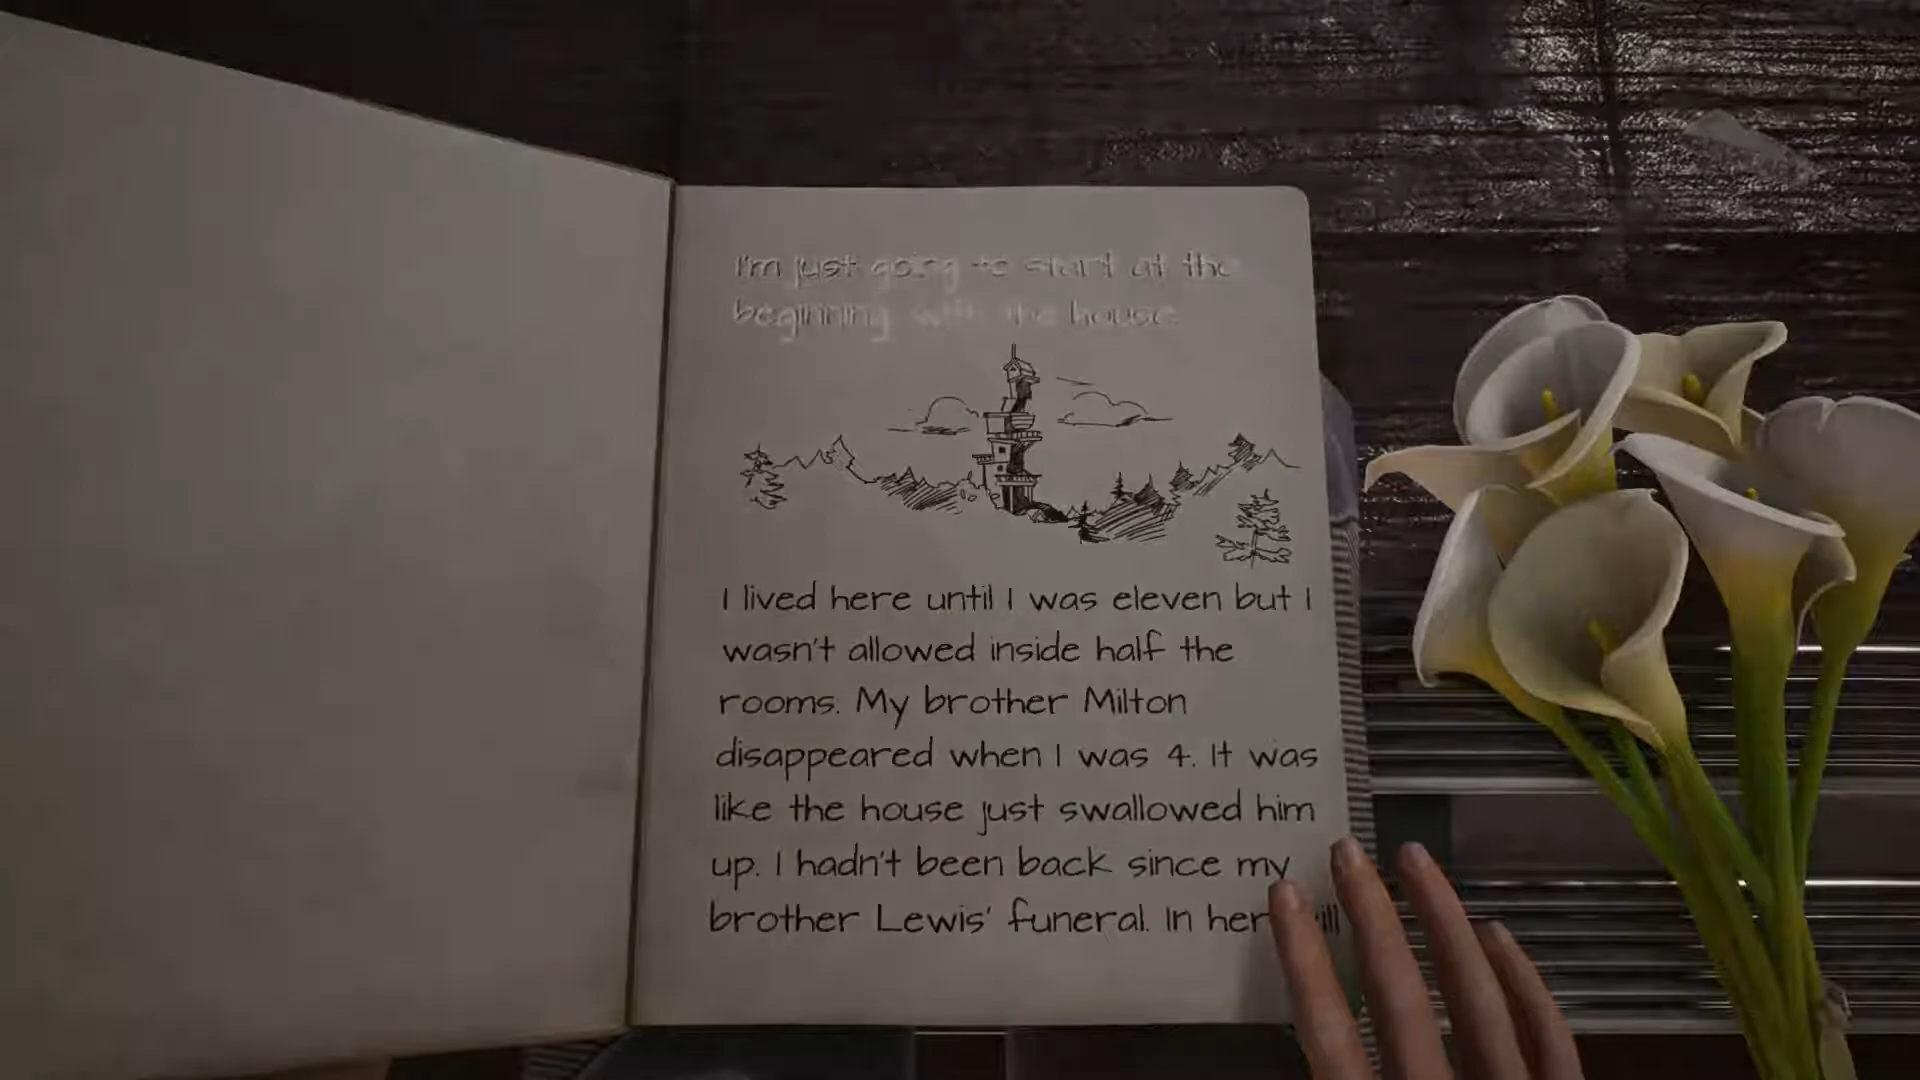 I'm just going to start at the
beginning with the house.
I lived here until I was eleven but I
wasn't allowed inside half the
rooms. My brother Milton
disappeared when I was 4. It was
like the house just swallowed him
up. I hadn't been back since my
brother Lewis' funeral. In her